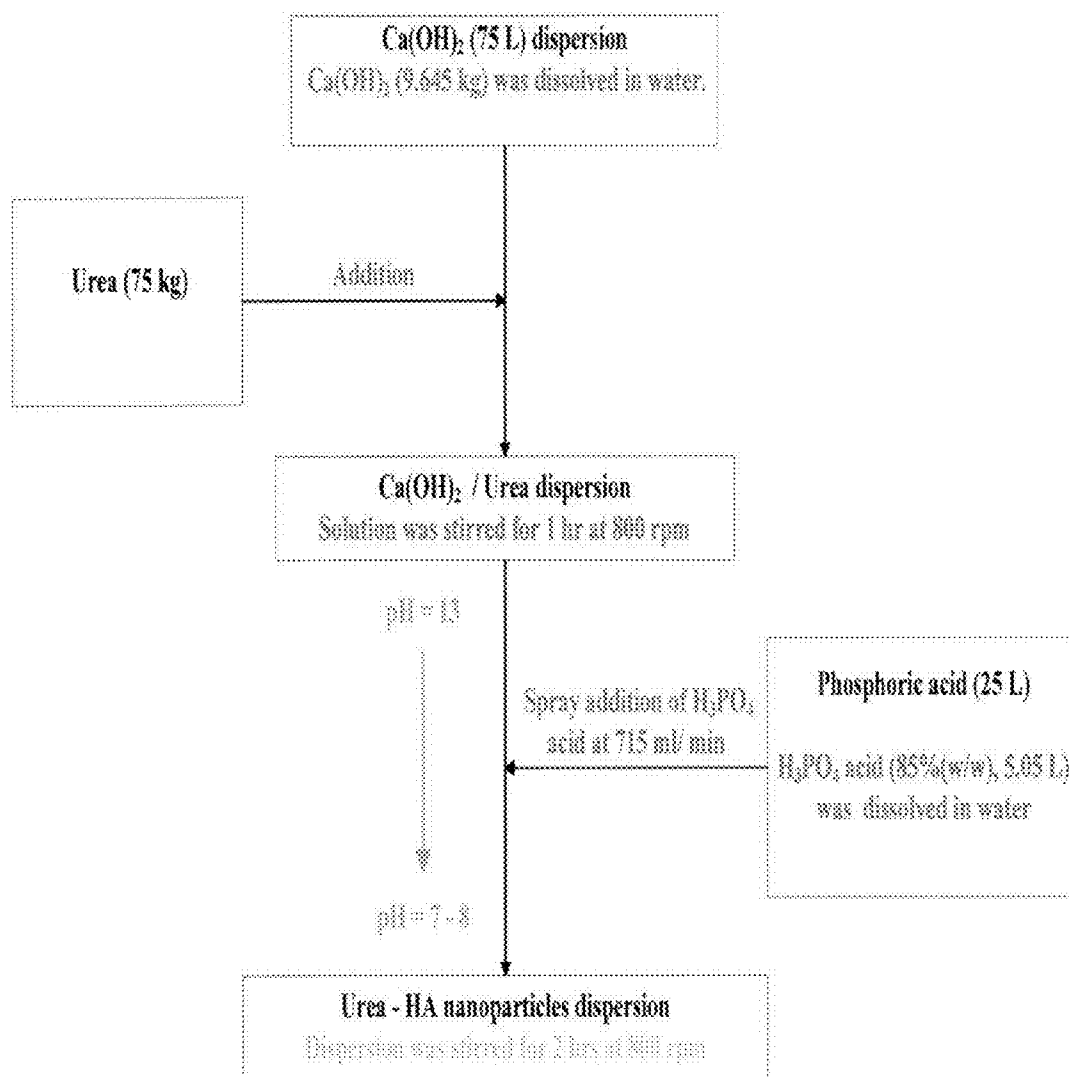 Ca(OH)₂ (75 L) dispersion
Ca(OH)₂ (9.645 kg) was dissolved in water.
Urea (75 kg)
Addition
Ca(OH)₂ / Urea dispersion
Solution was stirred for 1 hr at 800 rpm
pH = 13
Phosphoric acid (25 L)
Spray addition of H₃PO₄
acid at 715 ml/ min
H₃PO₄ acid (85%(w/w), 5.05 L)
was dissolved in water
pH = 7 - 8
Urea - HA nanoparticles dispersion
Dispersion was stirred for 2 hrs at 800 rpm